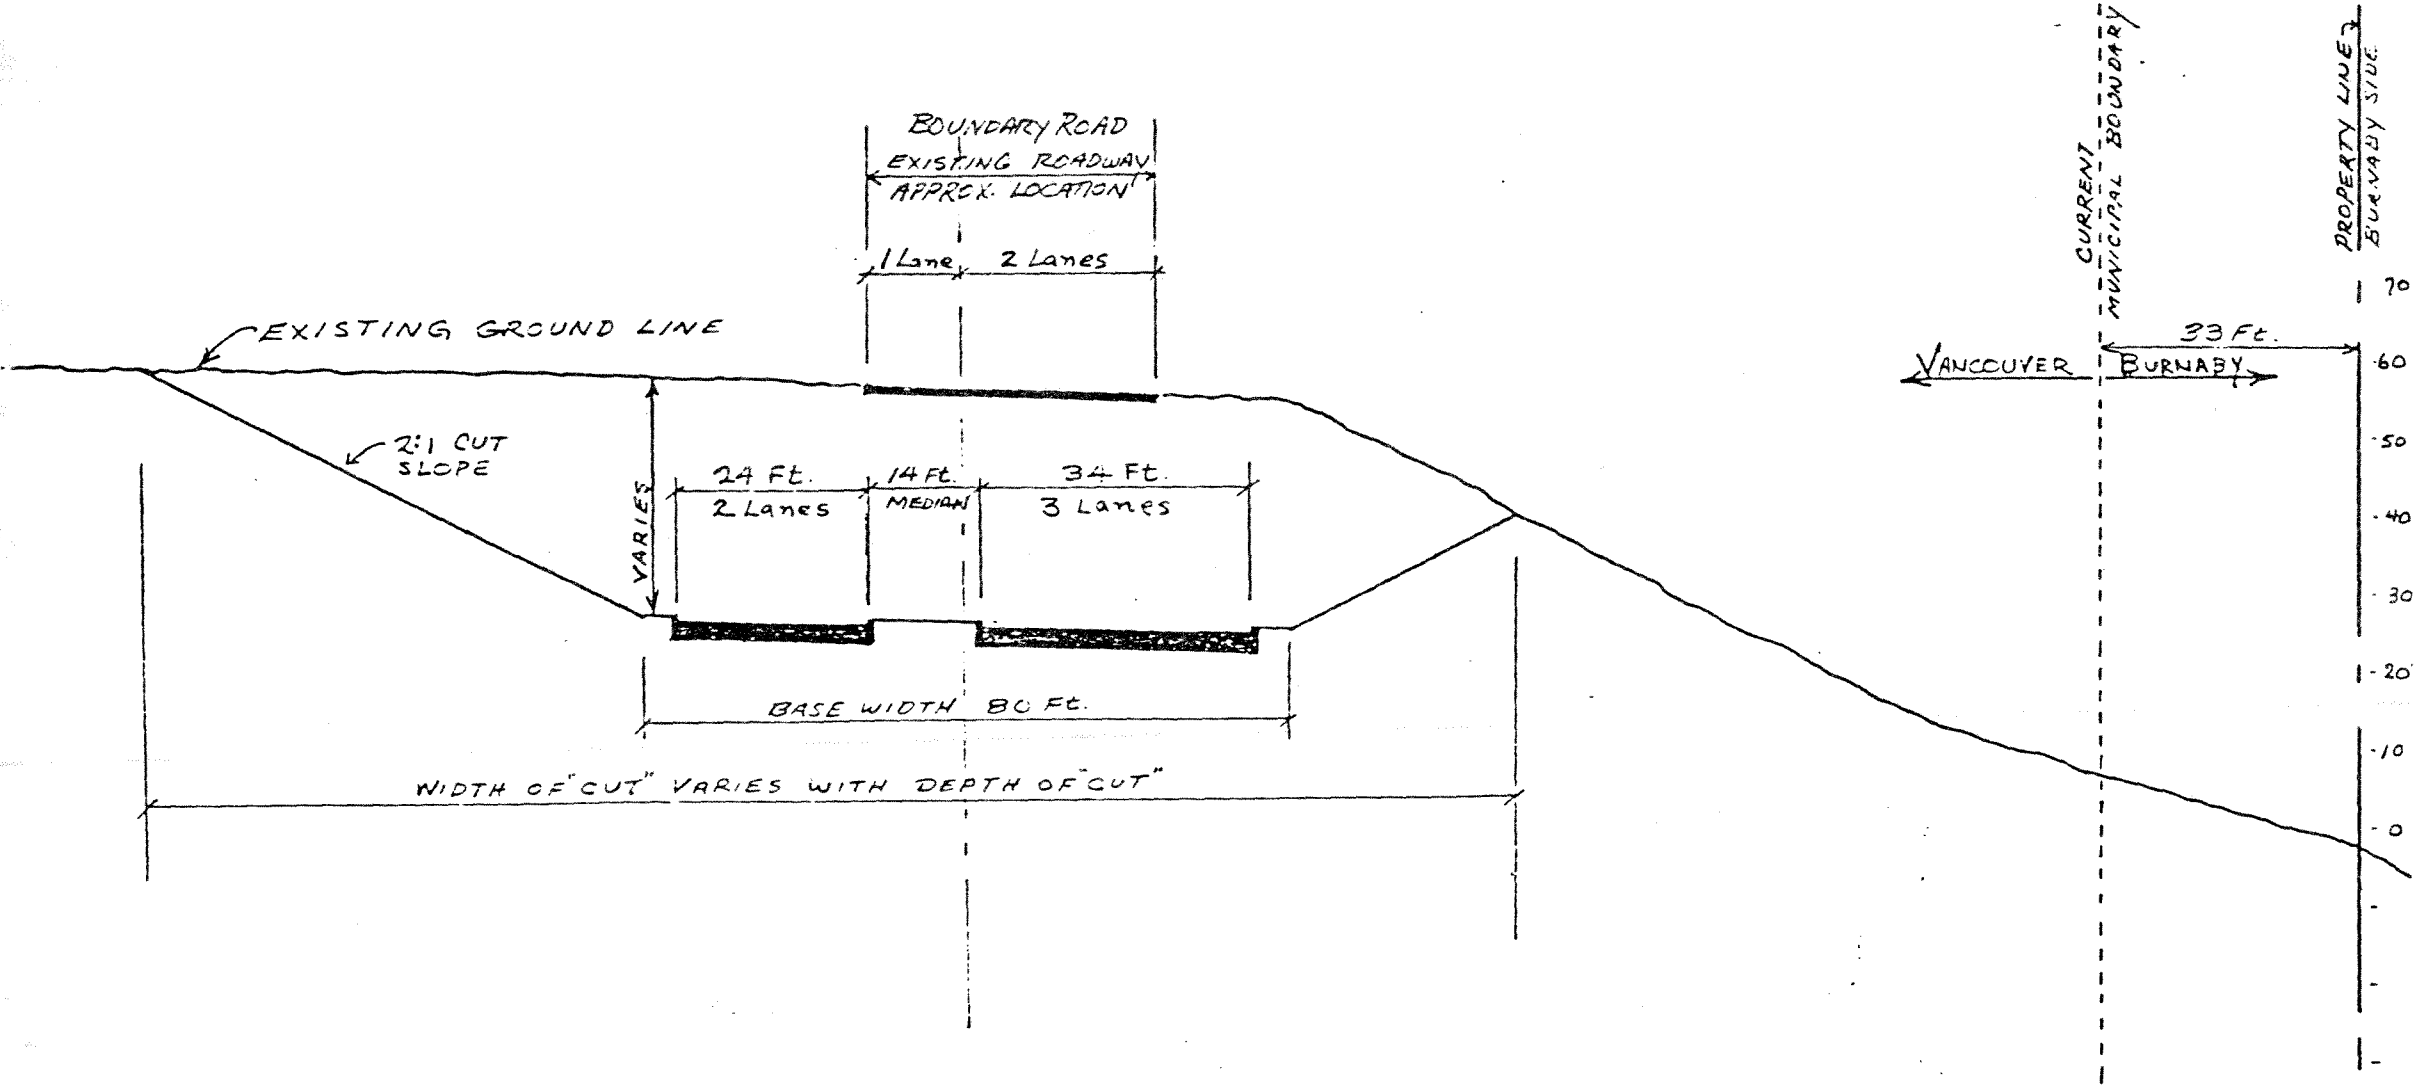 BOUNDARY ROAD
EXISTING ROADWAY
APPROX. LOCATION
1 Lane
2 Lanes
EXISTING GROUND LINE
2:1 CUT
SLOPE
VARIES
24 Ft.
2 Lanes
14 Ft.
MEDIAN
34 Ft.
3 Lanes
BASE WIDTH 80 Ft.
WIDTH OF "CUT" VARIES WITH DEPTH OF "CUT"
CURRENT
MUNICIPAL BOUNDARY
PROPERTY LINE
BURNABY SIDE
33 Ft.
VANCOUVER
BURNABY
70
60
50
40
30
20
10
0